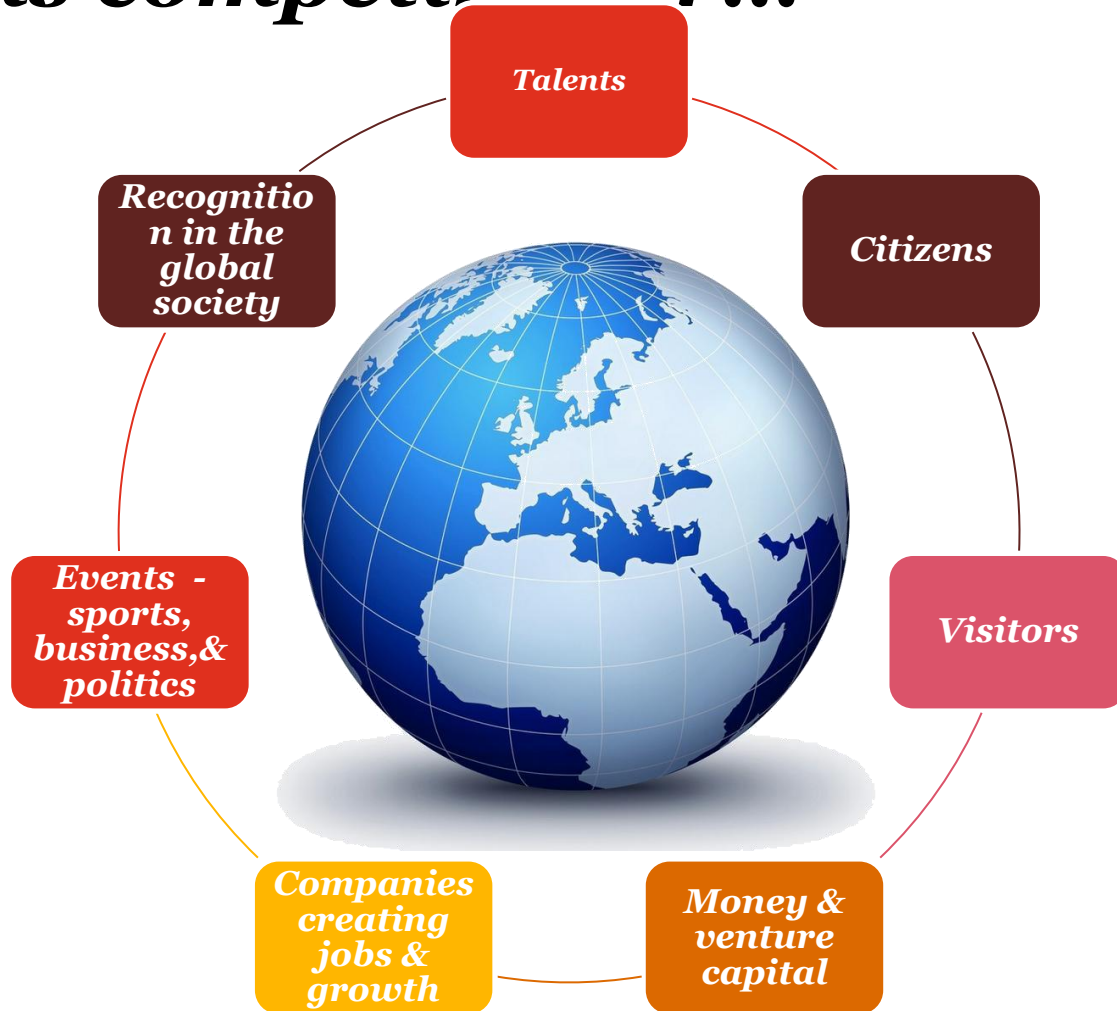 Talents
Recognitio
n in the
global
society
Citizens
Events -
sports,
business,&
politics
Visitors
Companies
creating
jobs &
growth
Money &
venture
capital